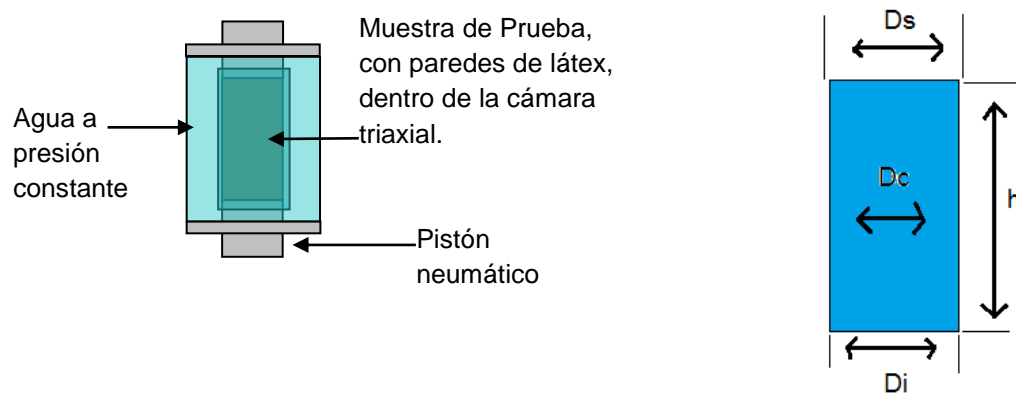 Muestra de Prueba,
con paredes de látex,
dentro de la cámara
triaxial.
Agua a
presión
constante
Pistón
neumático
Ds
Dc
h
Di